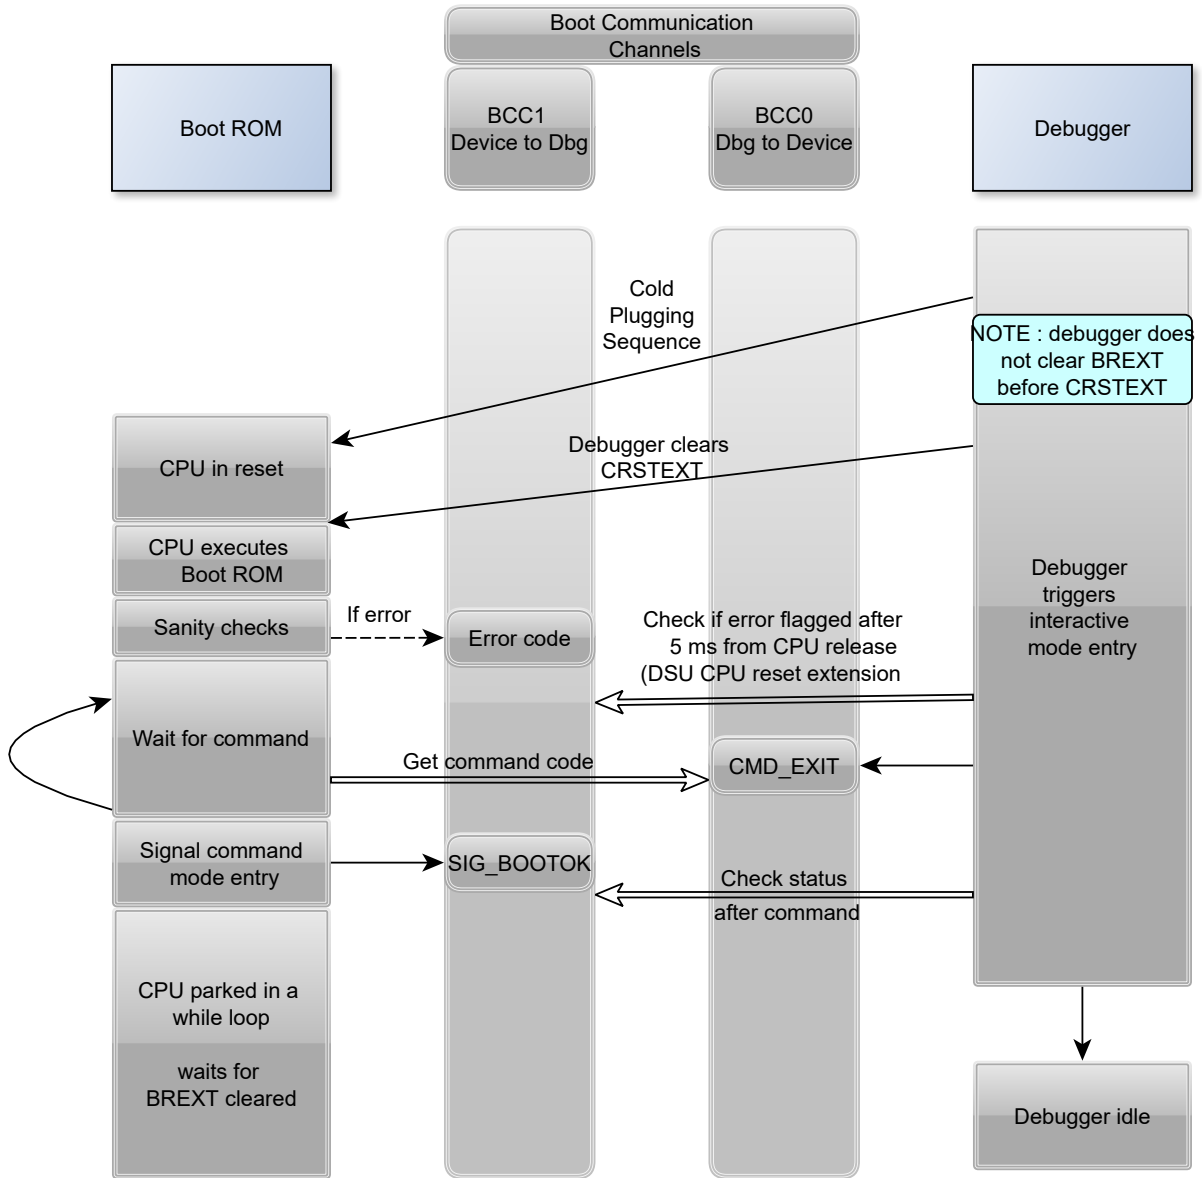 Boot Communication
Channels
Boot ROM
BCC1
Device to Dbg
BCC0
Dbg to Device
Debugger
Cold
Plugging
Sequence
NOTE : debugger does
not clear BREXT
before CRSTEXT
CPU in reset
Debugger clears
CRSTEXT
CPU executes
Boot ROM
Debugger
triggers
interactive
mode entry
Sanity checks
If error
Error code
Check if error flagged after
5 ms from CPU release
(DSU CPU reset extension
Wait for command
Get command code
CMD_EXIT
Signal command
mode entry
SIG_BOOTOK
Check status
after command
CPU parked in a
while loop
waits for
BREXT cleared
Debugger idle